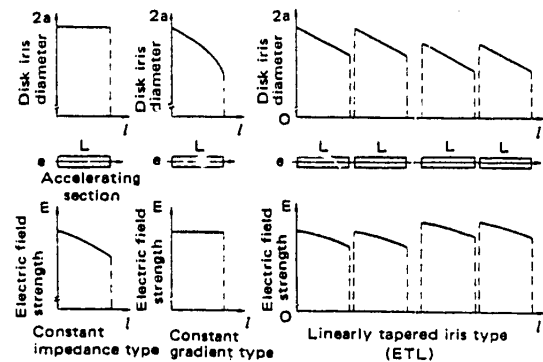 2a
Disk iris
diameter
l
2a
Disk iris
diameter
l
2a
Disk iris
diameter
O
l
L
e
Accelerating
section
L
e
L
L
L
L
e
E
Electric field
strength
l
Constant
impedance type
E
Electric field
strength
l
Constant
gradient type
E
Electric field
strength
O
l
Linearly tapered iris type
(ETL)